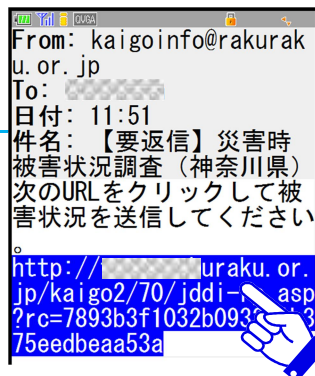 QVGA
From: kaigoinfo@rakurak
u.or.jp
To:
日付: 11:51
件名: 【要返信】災害時
被害状況調査（神奈川県）
次のURLをクリックして被
害状況を送信してください
。
http:// uraku.or.
jp/kaigo2/70/jddi- asp
?rc=7893b3f1032b093
75eedbeaa53a